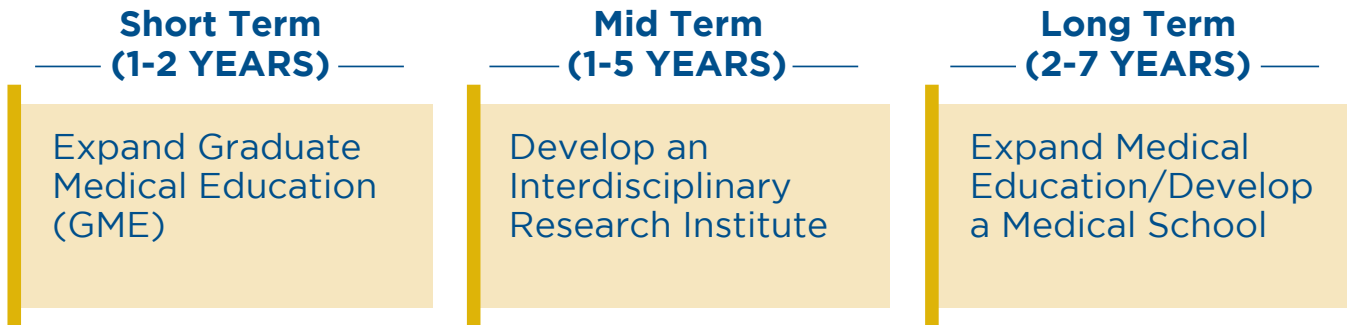 Short Term
(1-2 YEARS)
Expand Graduate
Medical Education
(GME)
Mid Term
(1-5 YEARS)
Develop an
Interdisciplinary
Research Institute
Long Term
(2-7 YEARS)
Expand Medical
Education/Develop
a Medical School